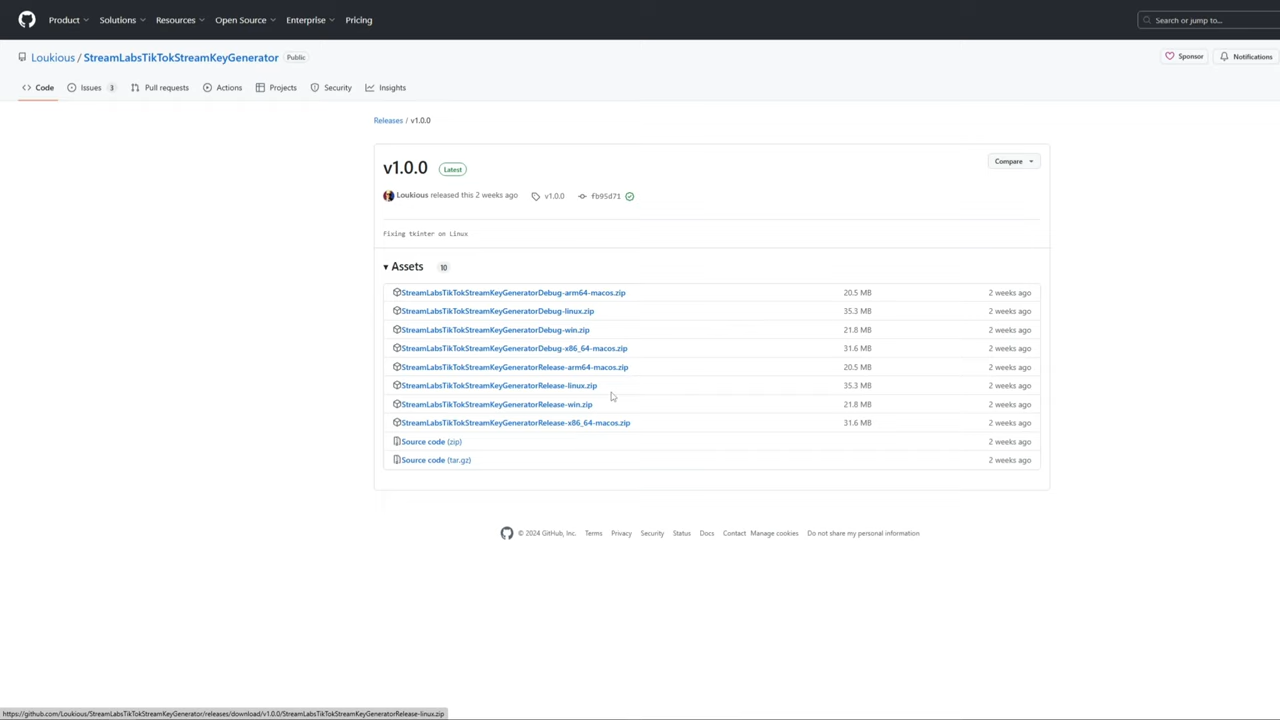 Product Solutions Resources Open Source Enterprise Pricing Search or jump to...
Loukious / StreamLabsTikTokStreamKeyGenerator Public Sponsor Notifications
Code Issues 3 Pull requests Actions Projects Security Insights
Releases / v1.0.0
v1.0.0 Latest Compare
Loukious released this 2 weeks ago v1.0.0 fb95d71
Fixing tkinter on Linux
Assets 10
StreamLabsTikTokStreamKeyGeneratorDebug-arm64-macos.zip 20.5 MB 2 weeks ago
StreamLabsTikTokStreamKeyGeneratorDebug-linux.zip 35.3 MB 2 weeks ago
StreamLabsTikTokStreamKeyGeneratorDebug-win.zip 21.8 MB 2 weeks ago
StreamLabsTikTokStreamKeyGeneratorDebug-x86_64-macos.zip 31.6 MB 2 weeks ago
StreamLabsTikTokStreamKeyGeneratorRelease-arm64-macos.zip 20.5 MB 2 weeks ago
StreamLabsTikTokStreamKeyGeneratorRelease-linux.zip 35.3 MB 2 weeks ago
StreamLabsTikTokStreamKeyGeneratorRelease-win.zip 21.8 MB 2 weeks ago
StreamLabsTikTokStreamKeyGeneratorRelease-x86_64-macos.zip 31.6 MB 2 weeks ago
Source code (zip) 2 weeks ago
Source code (tar.gz) 2 weeks ago
© 2024 GitHub, Inc. Terms Privacy Security Status Docs Contact Manage cookies Do not share my personal information
https://github.com/Loukious/StreamLabsTikTokStreamKeyGenerator/releases/download/v1.0.0/StreamLabsTikTokStreamKeyGeneratorRelease-linux.zip